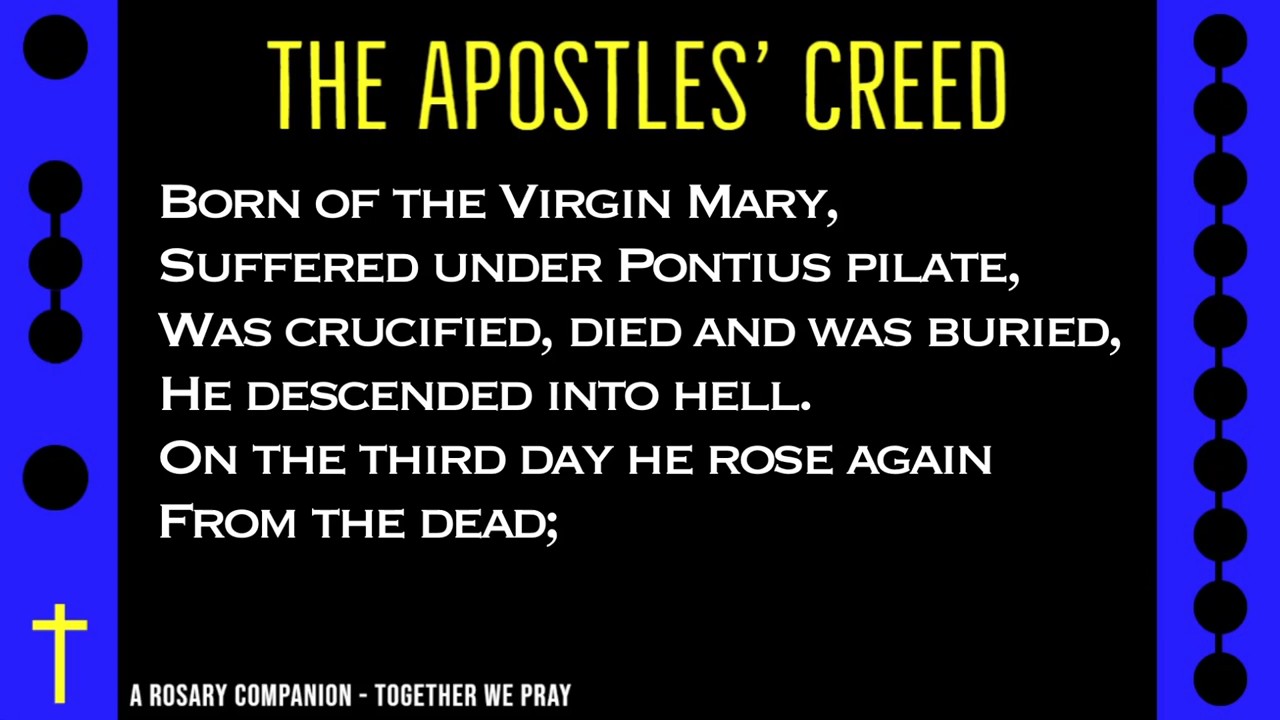 THE APOSTLES' CREED
Born of the Virgin Mary,
Suffered under Pontius pilate,
Was crucified, died and was buried,
He descended into hell.
On the third day he rose again
From the dead;
A ROSARY COMPANION - TOGETHER WE PRAY